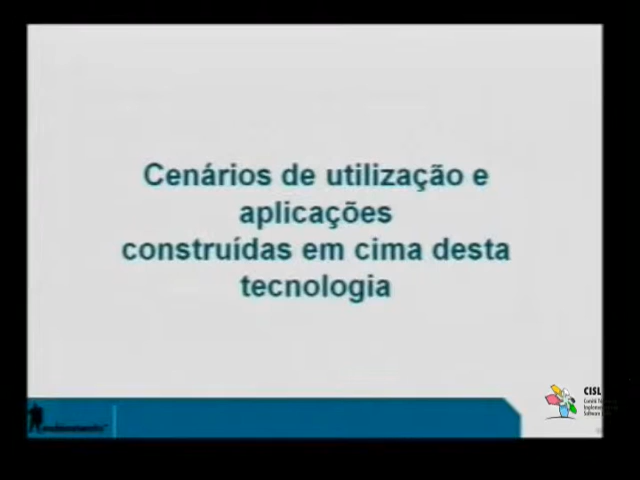 Cenários de utilização e
aplicações
construídas em cima desta
tecnologia
CISL